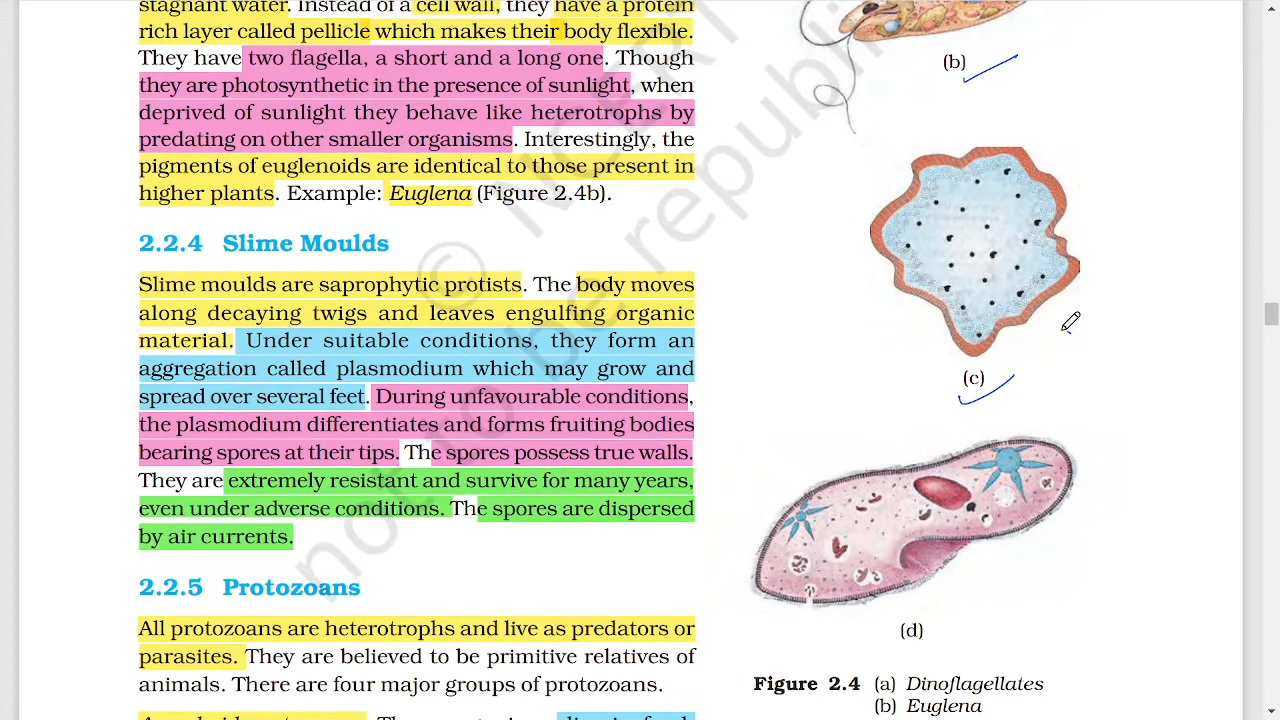 stagnant water. Instead of a cell wall, they have a protein
rich layer called pellicle which makes their body flexible.
They have two flagella, a short and a long one. Though
they are photosynthetic in the presence of sunlight, when
deprived of sunlight they behave like heterotrophs by
predating on other smaller organisms. Interestingly, the
pigments of euglenoids are identical to those present in
higher plants. Example: Euglena (Figure 2.4b).
2.2.4 Slime Moulds
Slime moulds are saprophytic protists. The body moves
along decaying twigs and leaves engulfing organic
material. Under suitable conditions, they form an
aggregation called plasmodium which may grow and
spread over several feet. During unfavourable conditions,
the plasmodium differentiates and forms fruiting bodies
bearing spores at their tips. The spores possess true walls.
They are extremely resistant and survive for many years,
even under adverse conditions. The spores are dispersed
by air currents.
2.2.5 Protozoans
All protozoans are heterotrophs and live as predators or
parasites. They are believed to be primitive relatives of
animals. There are four major groups of protozoans.
(b)
(c)
(d)
Figure 2.4 (a) Dinoflagellates
(b) Euglena
© NCERT
not to be republi